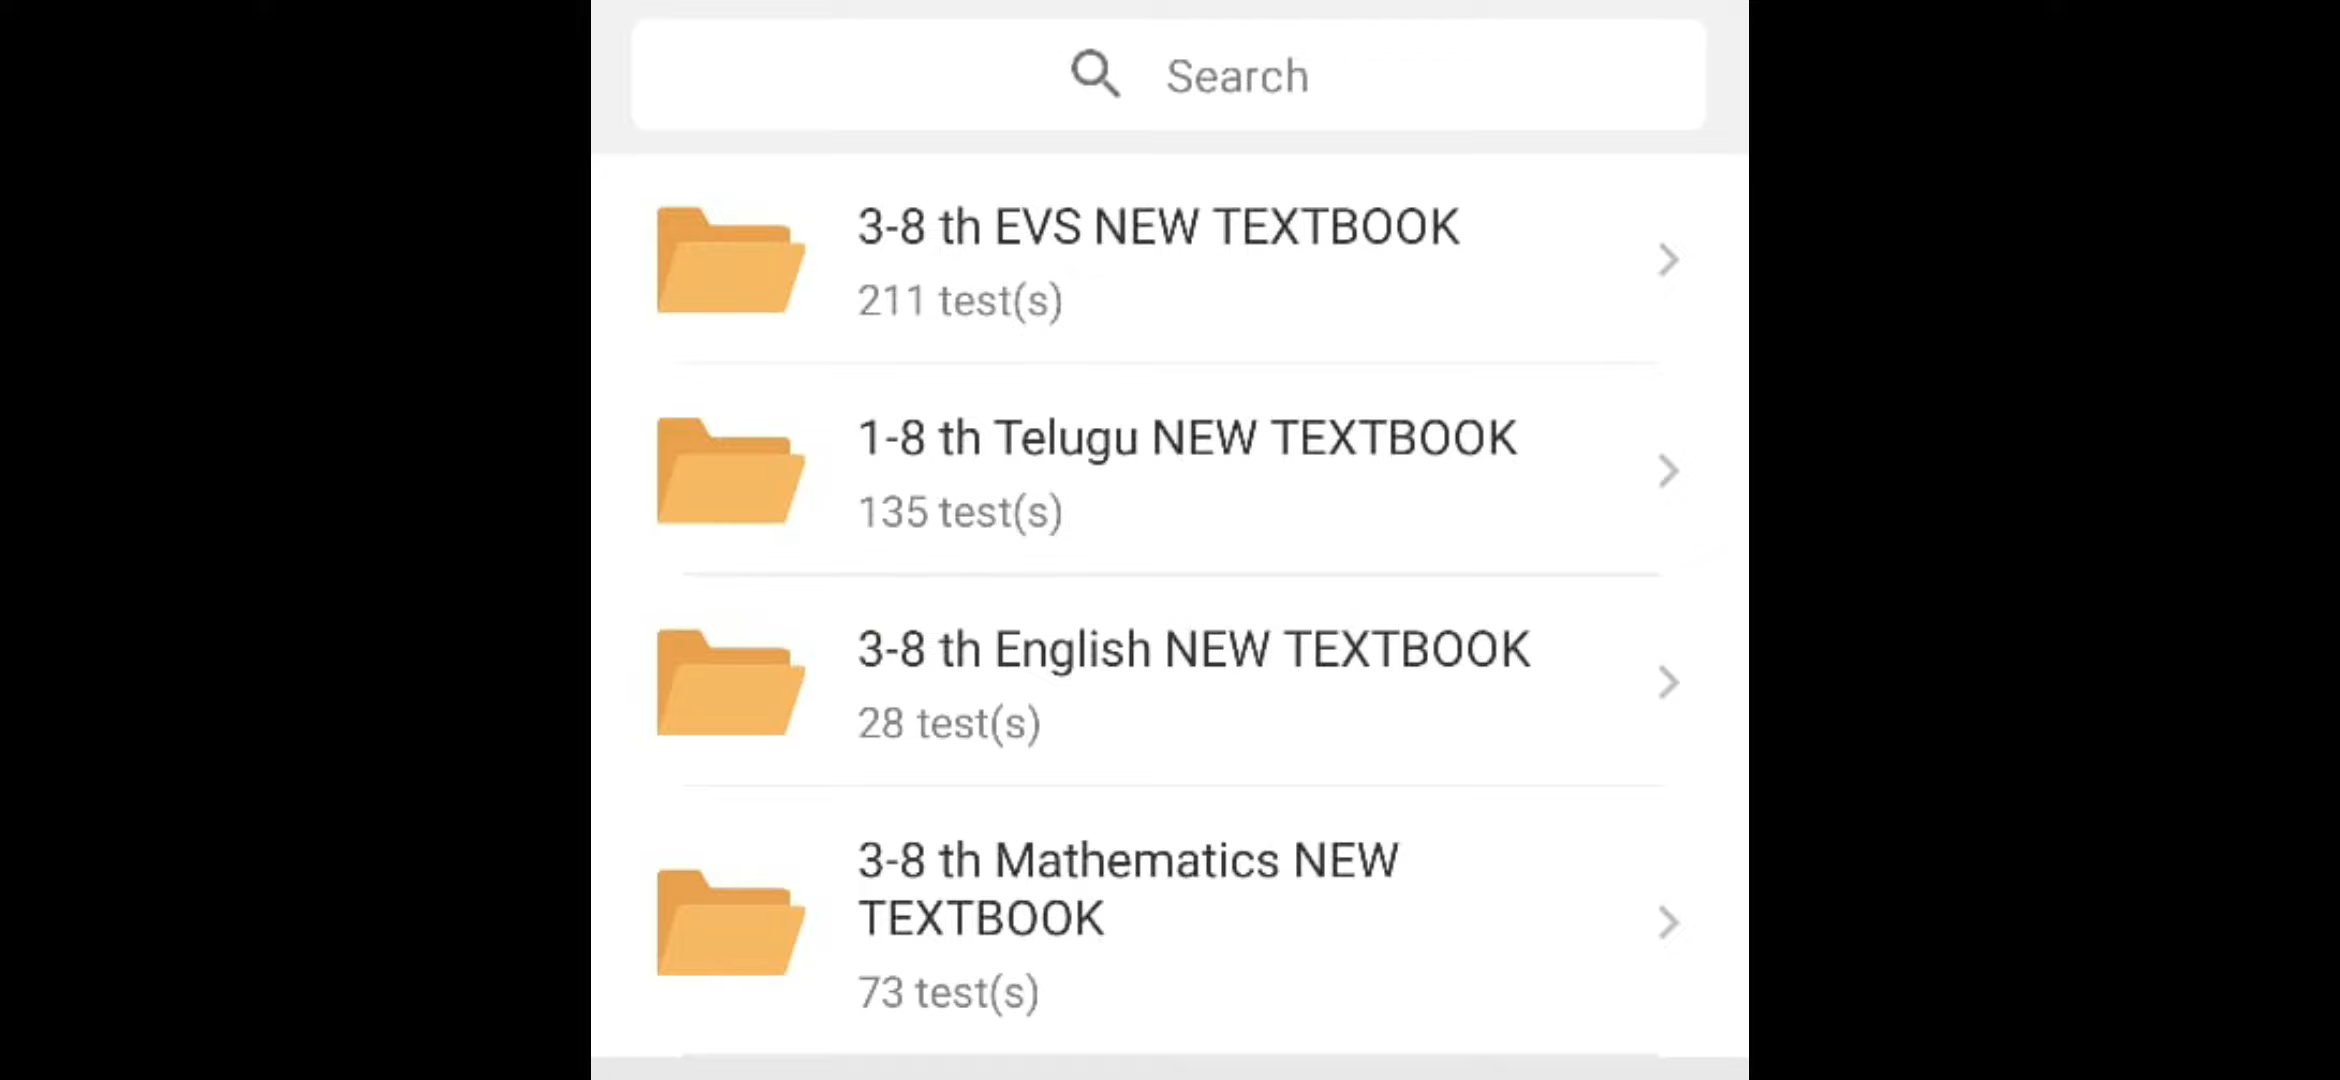 Search
3-8 th EVS NEW TEXTBOOK
211 test(s)
1-8 th Telugu NEW TEXTBOOK
135 test(s)
3-8 th English NEW TEXTBOOK
28 test(s)
3-8 th Mathematics NEW
TEXTBOOK
73 test(s)